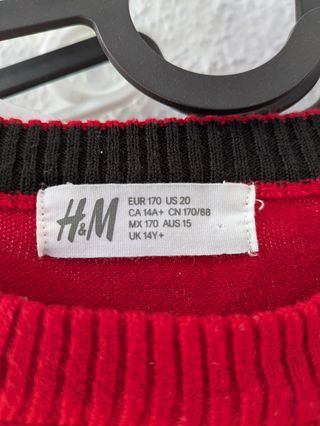 H&M
EUR 170 US 20
CA 14A+ CN 170/88
MX 170 AUS 15
UK 14Y+